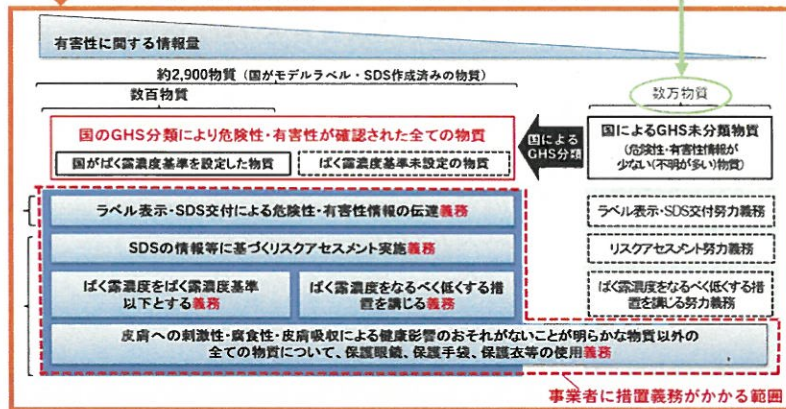 有害性に関する情報量
約2,900物質（国がモデルラベル・SDS作成済みの物質）
数百物質
数万物質
国のGHS分類により危険性・有害性が確認された全ての物質
国がばく露濃度基準を設定した物質
ばく露濃度基準未設定の物質
国による
GHS分類
国によるGHS未分類物質
（危険性・有害性情報が
少ない（不明が多い）物質）
ラベル表示・SDS交付による危険性・有害性情報の伝達義務
ラベル表示・SDS交付努力義務
SDSの情報等に基づくリスクアセスメント実施義務
リスクアセスメント努力義務
ばく露濃度をばく露濃度基準
以下とする義務
ばく露濃度をなるべく低くする措
置を講じる義務
ばく露濃度をなるべく低くする措
置を講じる努力義務
皮膚への刺激性・腐食性・皮膚吸収による健康影響のおそれがないことが明らかな物質以外の
全ての物質について、保護眼鏡、保護手袋、保護衣等の使用義務
事業者に措置義務がかかる範囲